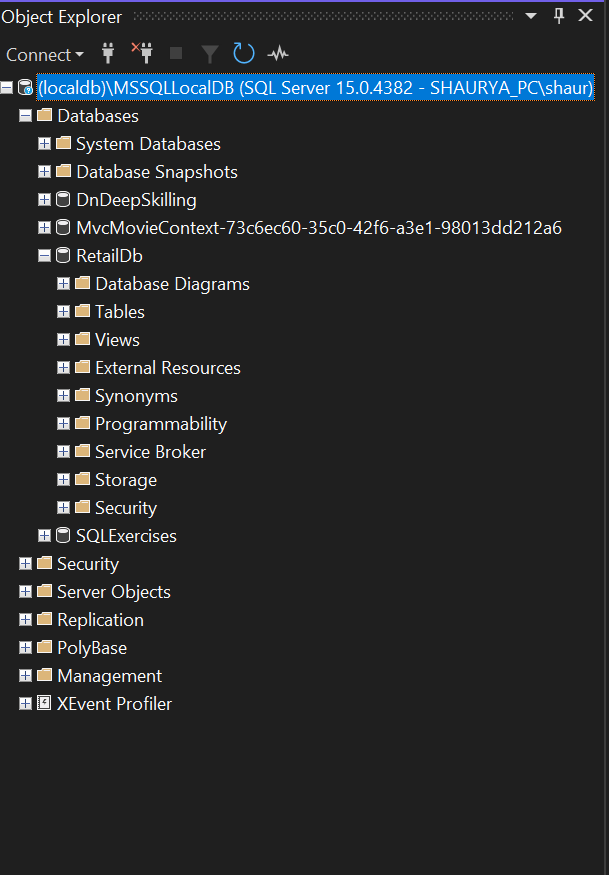 Object Explorer
Connect
(localdb)\MSSQLLocalDB (SQL Server 15.0.4382 - SHAURYA_PC\shaur)
Databases
System Databases
Database Snapshots
DnDeepSkilling
MvcMovieContext-73c6ec60-35c0-42f6-a3e1-98013dd212a6
RetailDb
Database Diagrams
Tables
Views
External Resources
Synonyms
Programmability
Service Broker
Storage
Security
SQLExercises
Security
Server Objects
Replication
PolyBase
Management
XEvent Profiler